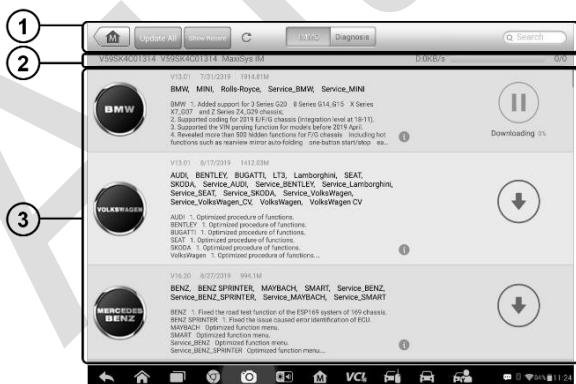 1
Update All
Show Recent
IMMO
Diagnosis
Search
2
V59SK4C01314 V59SK4C01314 MaxiSys IM
D:0KB/s
0/0
3
V13.01 7/31/2019 1914.81M
BMW, MINI, Rolls-Royce, Service_BMW, Service_MINI
BMW 1. Added support for 3 Series G20 8 Series G14,G15 X Series
X7_G07 and Z Series Z4_G29 chassis;
2. Supported coding for 2019 E/F/G chassis (integration level at 18-11).
3. Supported the VIN parsing function for models before 2019 April.
4. Revealed more than 500 hidden functions for F/G chassis including hot
functions such as rearview mirror auto-folding one-button start/stop ea...
BMW
Downloading 0%
V13.01 8/17/2019 1412.03M
AUDI, BENTLEY, BUGATTI, LT3, Lamborghini, SEAT,
SKODA, Service_AUDI, Service_BENTLEY, Service_Lamborghini,
Service_SEAT, Service_SKODA, Service_VolksWagen,
Service_VolksWagen_CV, VolksWagen, VolksWagen CV
AUDI 1. Optimized procedure of functions.
BENTLEY 1. Optimized procedure of functions.
BUGATTI 1. Optimized procedure of functions.
SEAT 1. Optimized procedure of functions.
SKODA 1. Optimized procedure of functions.
VolksWagen 1. Optimized procedure of functions...
VOLKSWAGEN
V16.20 8/27/2019 994.1M
BENZ, BENZ SPRINTER, MAYBACH, SMART, Service_BENZ,
Service_BENZ_SPRINTER, Service_MAYBACH, Service_SMART
BENZ 1. Fixed the road test function of the ESP169 system of 169 chassis.
BENZ SPRINTER 1. Fixed the issue caused error identification of ECU.
MAYBACH Optimized function menu.
SMART Optimized function menu.
Service_BENZ Optimized function menu.
Service_BENZ_SPRINTER Optimized function menu...
MERCEDES
BENZ
VCI
11:24